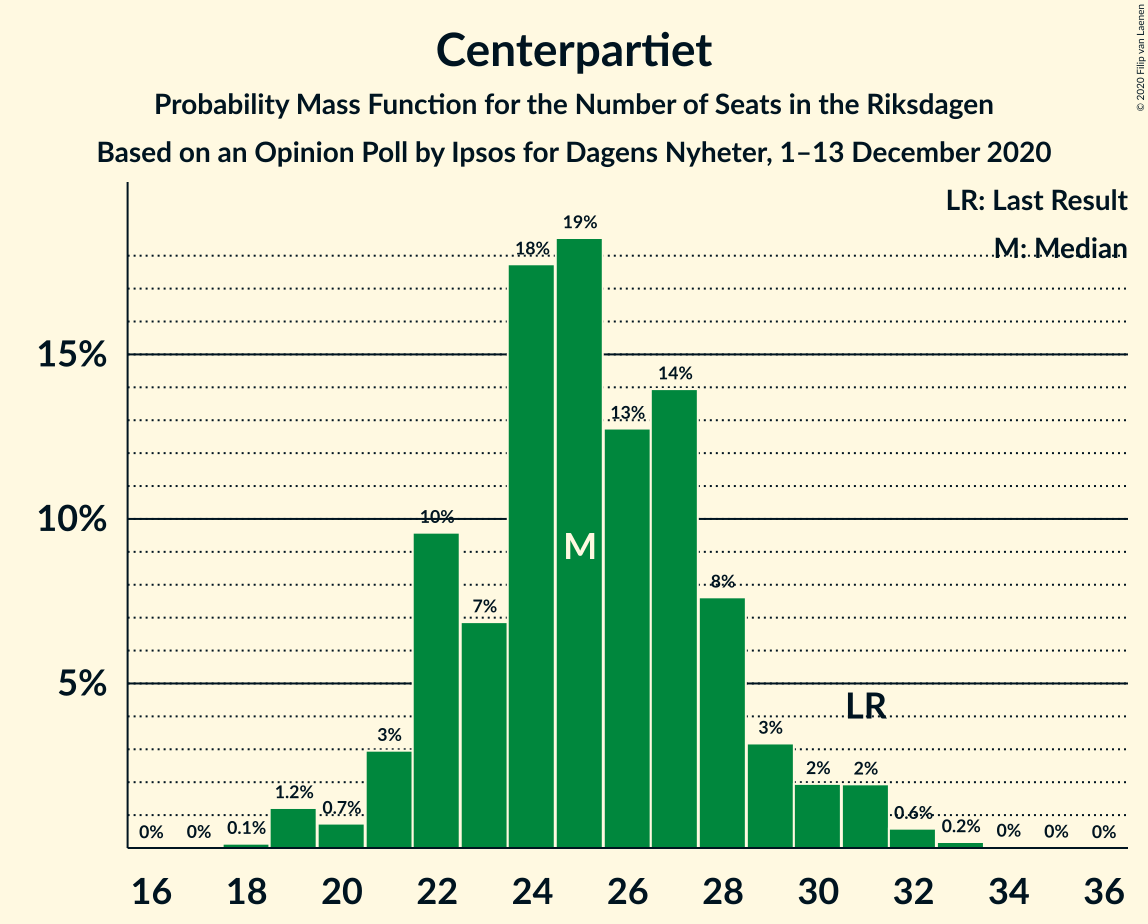 Centerpartiet
Probability Mass Function for the Number of Seats in the Riksdagen
Based on an Opinion Poll by Ipsos for Dagens Nyheter, 1–13 December 2020
© 2020 Filip van Laenen
LR: Last Result
M: Median
15%
10%
5%
0%
0%
0.1%
1.2%
0.7%
3%
10%
7%
18%
19%
13%
14%
8%
3%
2%
2%
0.6%
0.2%
0%
0%
0%
M
LR
16 18 20 22 24 26 28 30 32 34 36